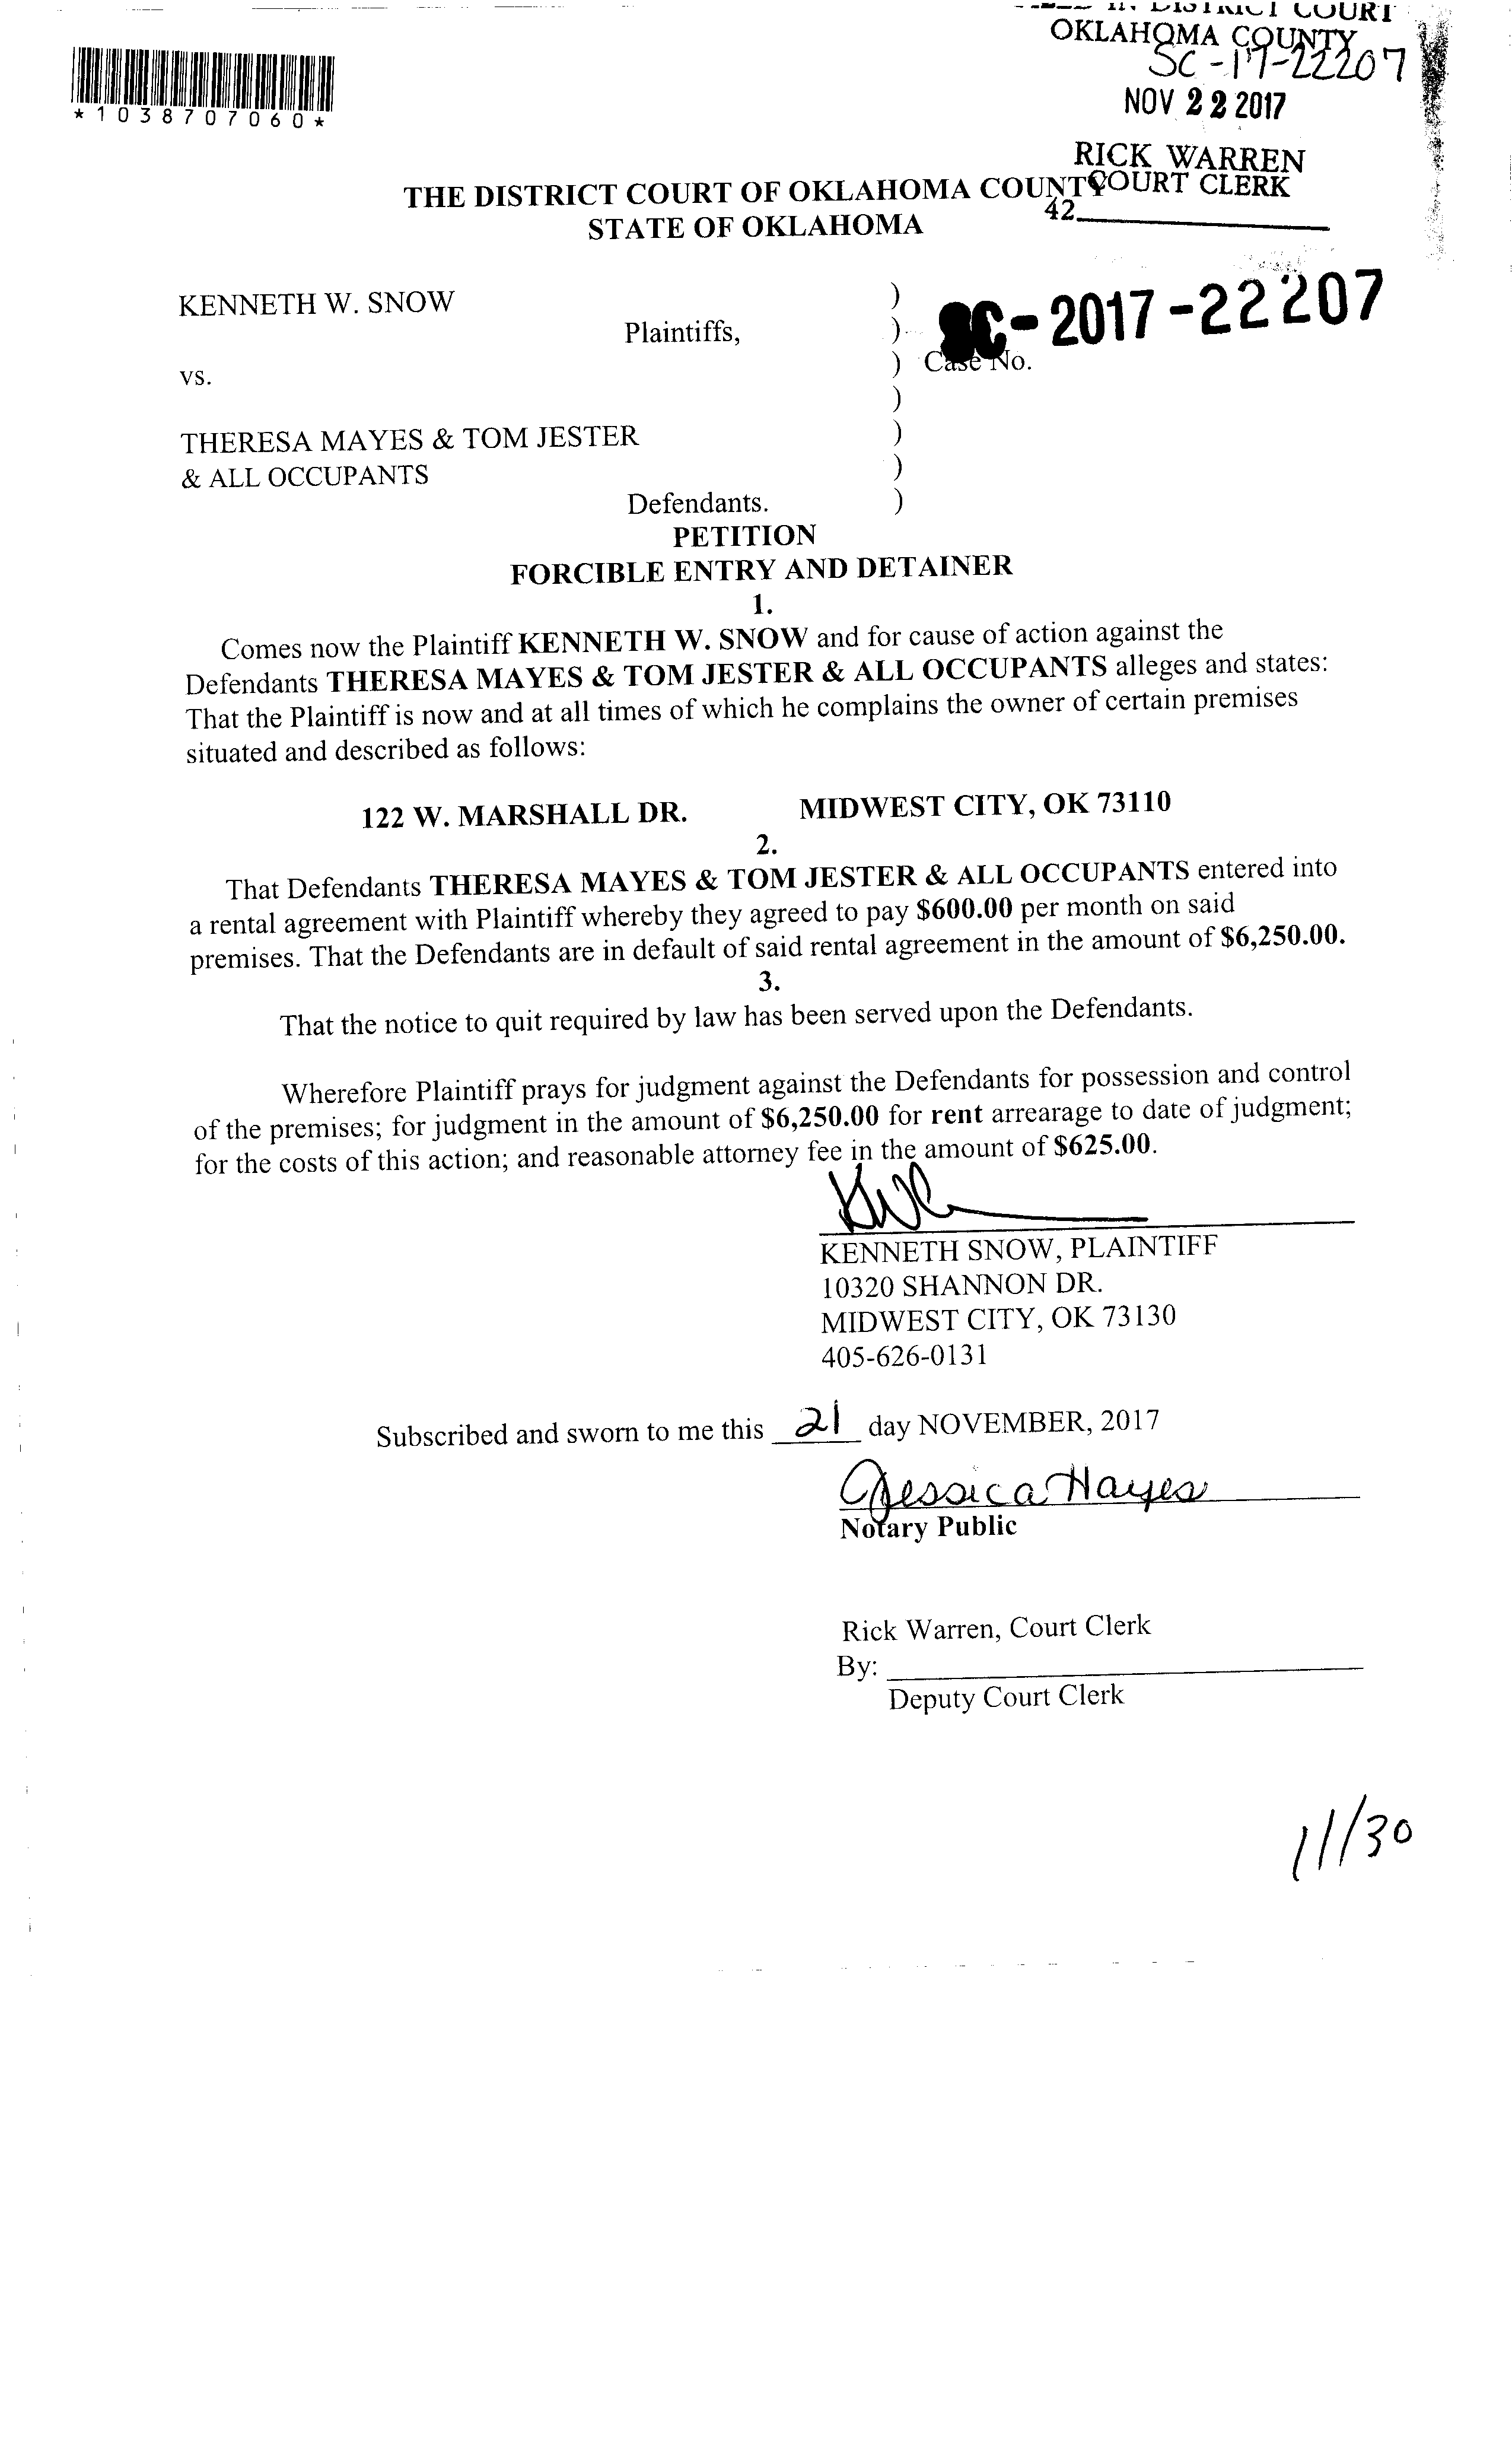 IN DISTRICT COURT
OKLAHOMA COUNTY
SC-17-22207
*1038707060*
NOV 22 2017
RICK WARREN
COURT CLERK
42
THE DISTRICT COURT OF OKLAHOMA COUNTY
STATE OF OKLAHOMA
KENNETH W. SNOW )
Plaintiffs, ) SC-2017-22207
vs. ) Case No.
)
THERESA MAYES & TOM JESTER )
& ALL OCCUPANTS )
Defendants. )
PETITION
FORCIBLE ENTRY AND DETAINER
1.
Comes now the Plaintiff KENNETH W. SNOW and for cause of action against the
Defendants THERESA MAYES & TOM JESTER & ALL OCCUPANTS alleges and states:
That the Plaintiff is now and at all times of which he complains the owner of certain premises
situated and described as follows:
122 W. MARSHALL DR. MIDWEST CITY, OK 73110
2.
That Defendants THERESA MAYES & TOM JESTER & ALL OCCUPANTS entered into
a rental agreement with Plaintiff whereby they agreed to pay $600.00 per month on said
premises. That the Defendants are in default of said rental agreement in the amount of $6,250.00.
3.
That the notice to quit required by law has been served upon the Defendants.
Wherefore Plaintiff prays for judgment against the Defendants for possession and control
of the premises; for judgment in the amount of $6,250.00 for rent arrearage to date of judgment;
for the costs of this action; and reasonable attorney fee in the amount of $625.00.
KENNETH SNOW, PLAINTIFF
10320 SHANNON DR.
MIDWEST CITY, OK 73130
405-626-0131
Subscribed and sworn to me this 21 day NOVEMBER, 2017
Jessica Hayes
Notary Public
Rick Warren, Court Clerk
By:
Deputy Court Clerk
11/30